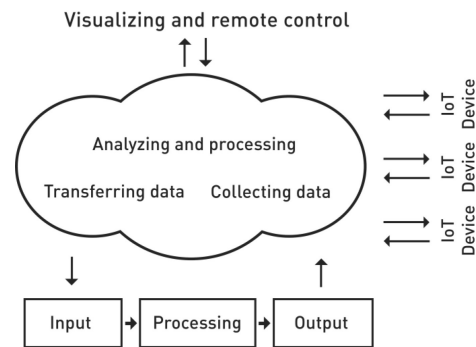 Visualizing and remote control
Analyzing and processing
Transferring data
Collecting data
IoT
Device
IoT
Device
IoT
Device
Input
Processing
Output